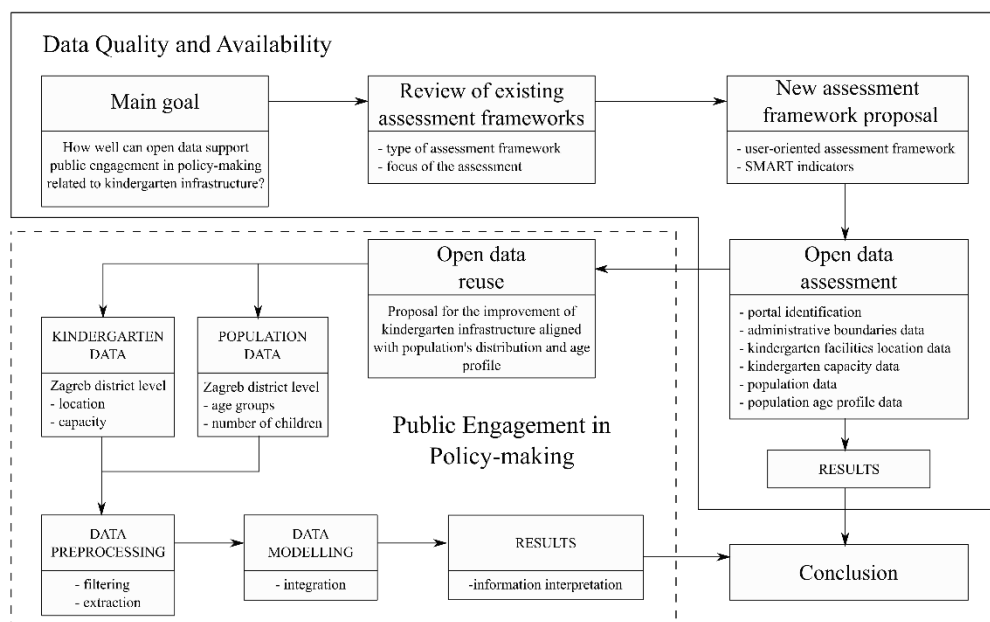 Data Quality and Availability
Main goal
How well can open data support
public engagement in policy-making
related to kindergarten infrastructure?
Review of existing
assessment frameworks
- type of assessment framework
- focus of the assessment
New assessment
framework proposal
- user-oriented assessment framework
- SMART indicators
Open data
assessment
- portal identification
- administrative boundaries data
- kindergarten facilities location data
- kindergarten capacity data
- population data
- population age profile data
RESULTS
Open data
reuse
Proposal for the improvement of
kindergarten infrastructure aligned
with population's distribution and age
profile
KINDERGARTEN
DATA
Zagreb district level
- location
- capacity
POPULATION
DATA
Zagreb district level
- age groups
- number of children
Public Engagement in
Policy-making
DATA
PREPROCESSING
- filtering
- extraction
DATA
MODELLING
- integration
RESULTS
-information interpretation
Conclusion